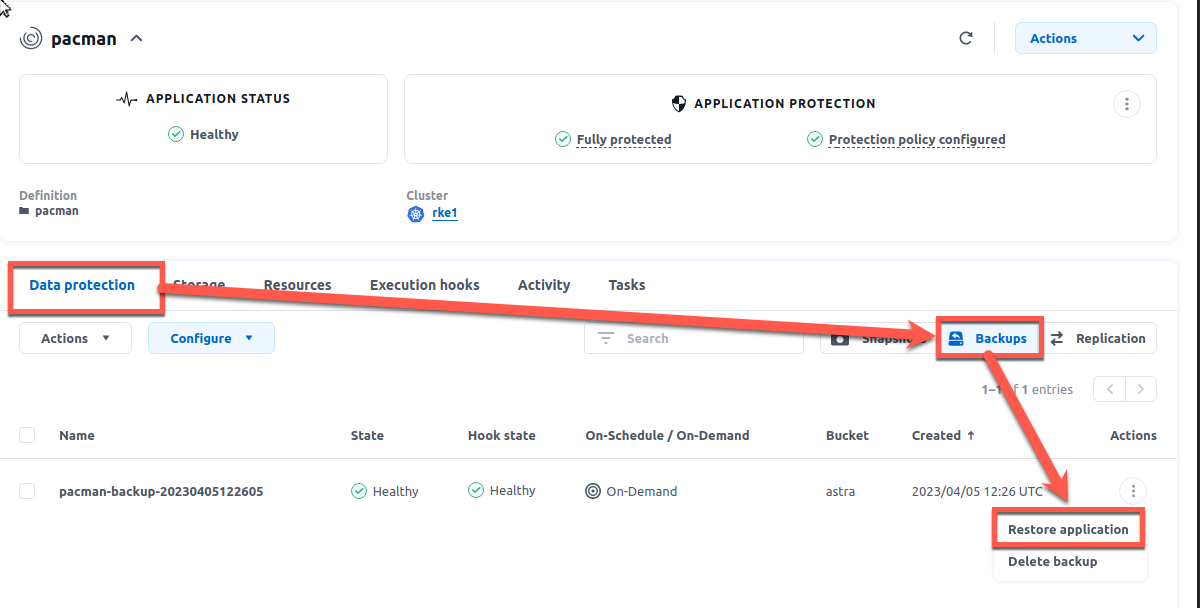 pacman
Actions
APPLICATION STATUS
Healthy
APPLICATION PROTECTION
Fully protected
Protection policy configured
Definition
pacman
Cluster
rke1
Data protection
Storage
Resources
Execution hooks
Activity
Tasks
Actions
Configure
Search
Snapshots
Backups
Replication
1–1 of 1 entries
Name
State
Hook state
On-Schedule / On-Demand
Bucket
Created ↑
Actions
pacman-backup-20230405122605
Healthy
Healthy
On-Demand
astra
2023/04/05 12:26 UTC
Restore application
Delete backup